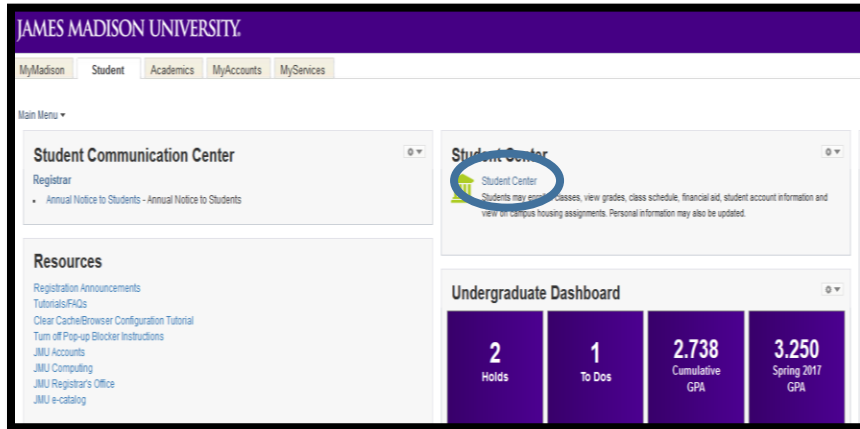 JAMES MADISON UNIVERSITY.
MyMadison Student Academics MyAccounts MyServices
Main Menu
Student Communication Center
Registrar
Annual Notice to Students - Annual Notice to Students
Resources
Registration Announcements
Tutorials/FAQs
Clear Cache/Browser Configuration Tutorial
Turn off Pop-up Blocker Instructions
JMU Accounts
JMU Computing
JMU Registrar's Office
JMU e-catalog
Student Center
Student Center
Students may enroll classes, view grades, class schedule, financial aid, student account information and
view on campus housing assignments. Personal information may also be updated.
Undergraduate Dashboard
2
Holds
1
To Dos
2.738
Cumulative
GPA
3.250
Spring 2017
GPA